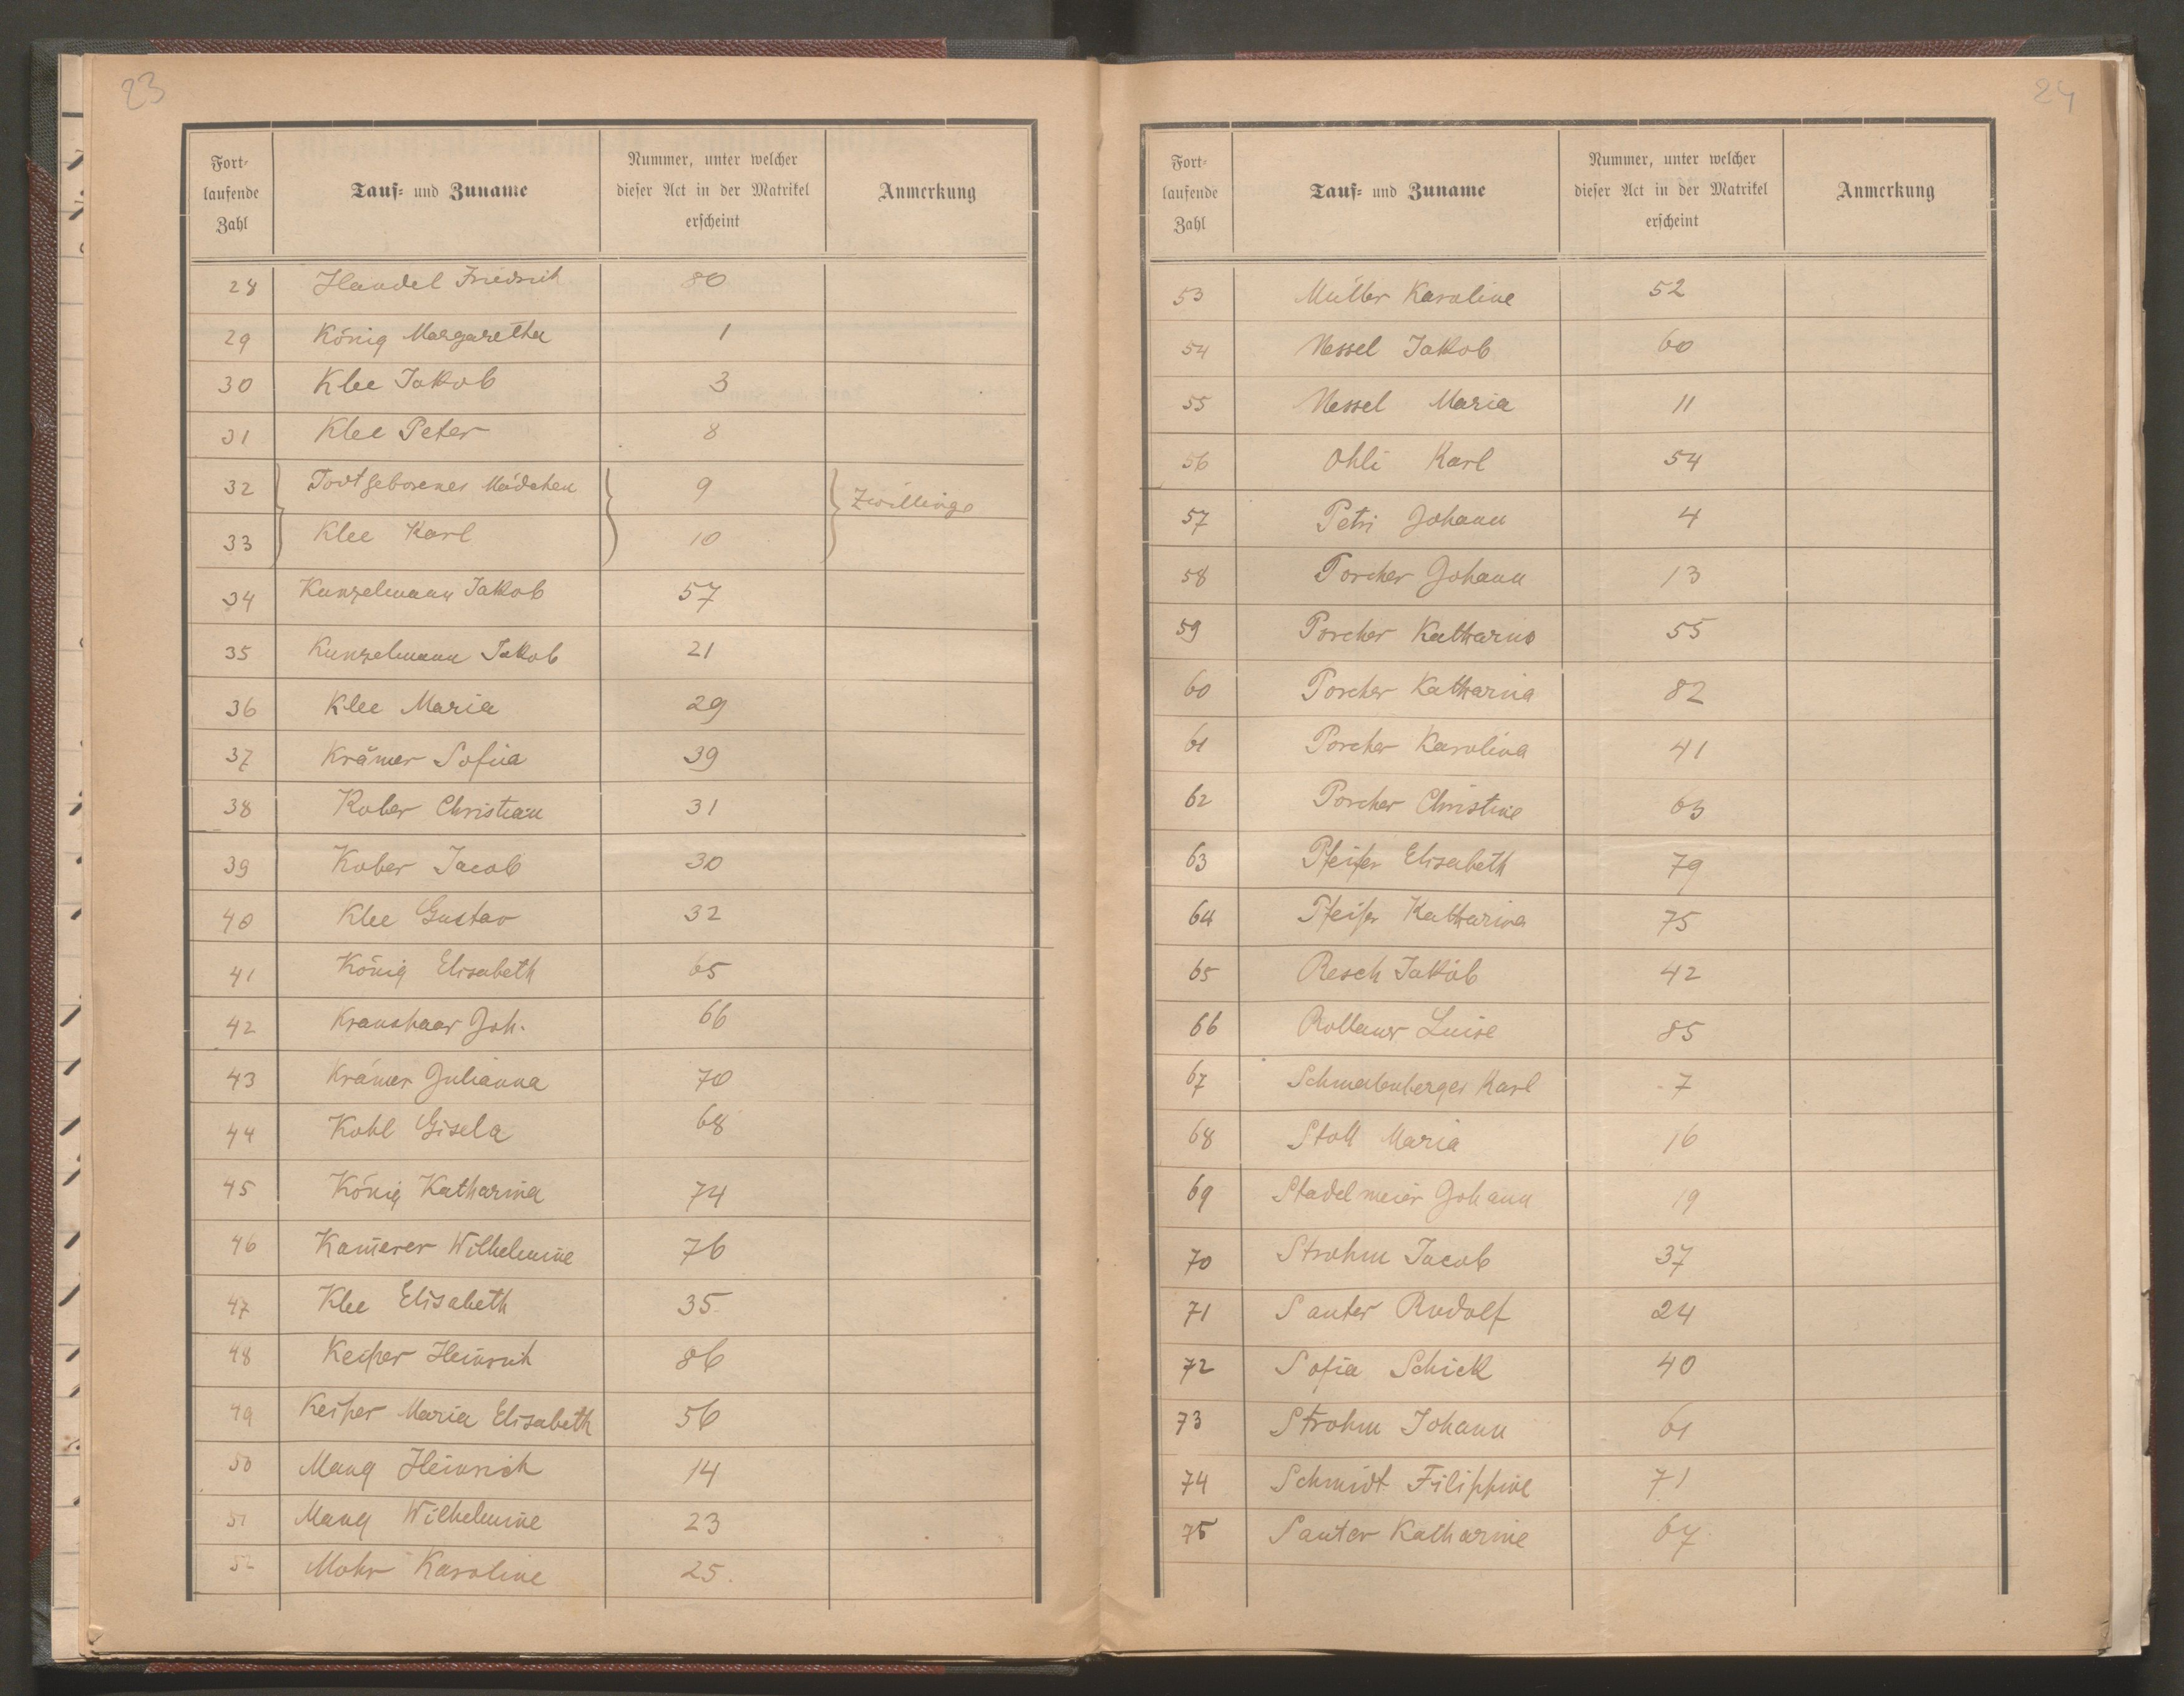 23
Fort-
laufende
Zahl
Tauf- und Zuname
Nummer, unter welcher
dieser Act in der Matrikel
erscheint
Anmerkung
28 Handel Friedrich 80
29 König Margaretha 1
30 Klee Jakob 3
31 Klee Peter 8
32 Todtgeborenes Mädchen 9 Zwillinge
33 Klee Karl 10
34 Kunzelmann Jakob 57
35 Kunzelmann Jakob 21
36 Klee Maria 29
37 Krämer Sofia 39
38 Kober Christian 31
39 Kober Jacob 30
40 Klee Gustav 32
41 König Elisabeth 65
42 Kraushaar Joh. 66
43 Krämer Julianna 70
44 Kohl Gisela 68
45 König Katharina 74
46 Kam̅erer Wilhelmine 76
47 Klee Elisabeth 35
48 Keiper Heinrich 86
49 Keiper Maria Elisabeth 56
50 Mang Heinrich 14
51 Mang Wilhelmine 23
52 Mohr Karoline 25.
24
Fort-
laufende
Zahl
Tauf- und Zuname
Nummer, unter welcher
dieser Act in der Matrikel
erscheint
Anmerkung
53 Müller Karoline 52
54 Nessel Jakob 60
55 Nessel Maria 11
56 Ohli Karl 54
57 Petri Johann 4
58 Porcher Johann 13
59 Porcher Katharina 55
60 Porcher Katharina 82
61 Porcher Karolina 41
62 Porcher Christine 63
63 Pfeifer Elisabeth 79
64 Pfeifer Katharina 75
65 Resch Jakob 42
66 Luise 85
67 Schmalenberger Karl 7
68 Stoll Maria 16
69 Stadelmeier Johann 19
70 Strohm Jacob 37
71 Sauter Rudolf 24
72 Sofia Schick 40
73 Strohm Johann 61
74 Schmidt Filippine 71
75 Sauter Katharine 67